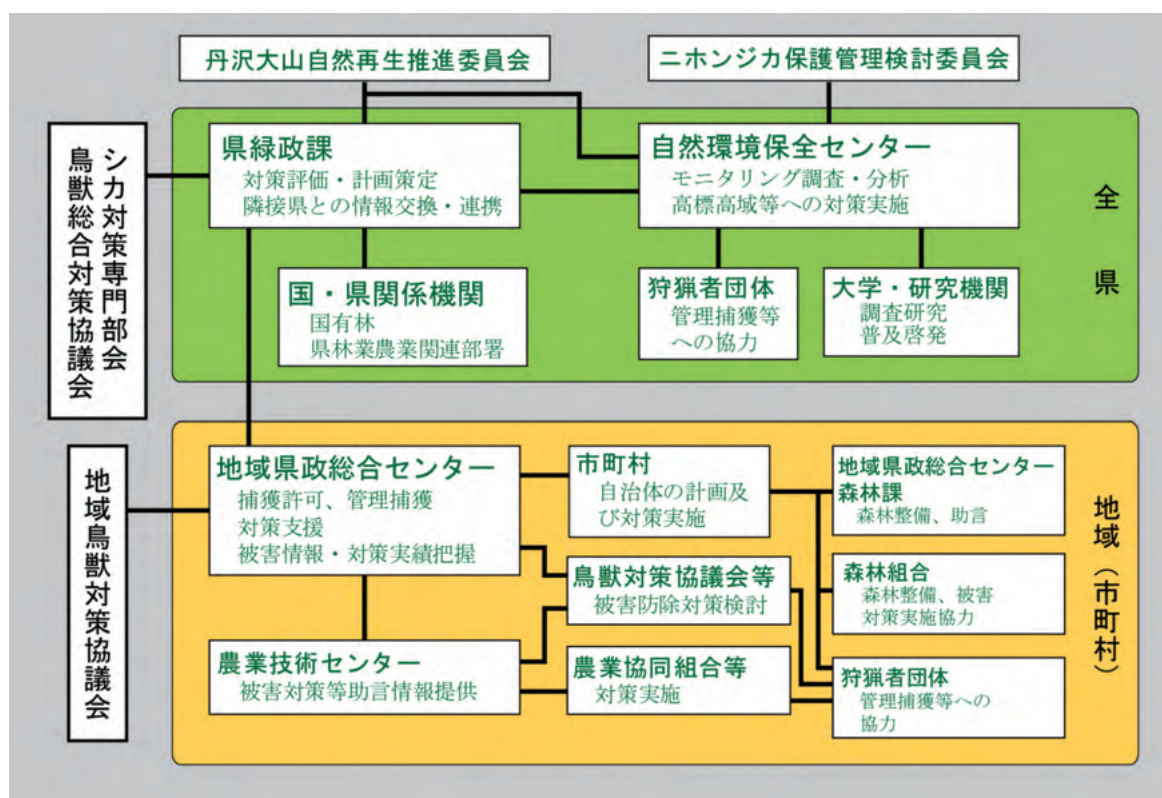 丹沢大山自然再生推進委員会
ニホンジカ保護管理検討委員会
鳥獣総合対策協議会
シカ対策専門部会
全県
県緑政課
対策評価・計画策定
隣接県との情報交換・連携
自然環境保全センター
モニタリング調査・分析
高標高域等への対策実施
国・県関係機関
国有林
県林業農業関連部署
狩猟者団体
管理捕獲等
への協力
大学・研究機関
調査研究
普及啓発
地域鳥獣対策協議会
地域（市町村）
地域県政総合センター
捕獲許可、管理捕獲
対策支援
被害情報・対策実績把握
市町村
自治体の計画及
び対策実施
地域県政総合センター
森林課
森林整備、助言
鳥獣対策協議会等
被害防除対策検討
森林組合
森林整備、被害
対策実施協力
農業技術センター
被害対策等助言情報提供
農業協同組合等
対策実施
狩猟者団体
管理捕獲等への
協力